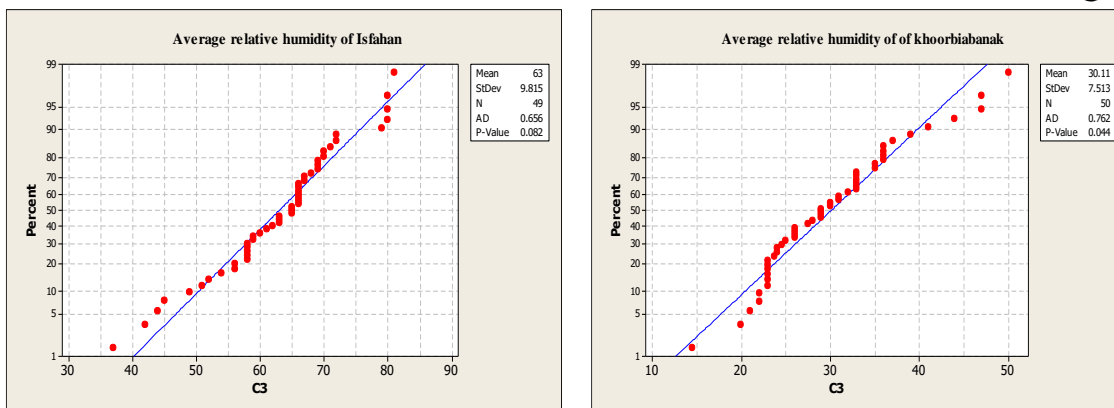 Average relative humidity of Isfahan
99
95
90
80
70
60
50
40
30
20
10
5
1
Percent
30 40 50 60 70 80 90
C3
Mean 63
StDev 9.815
N 49
AD 0.656
P-Value 0.082
Average relative humidity of of khoorbiabanak
99
95
90
80
70
60
50
40
30
20
10
5
1
Percent
10 20 30 40 50
C3
Mean 30.11
StDev 7.513
N 50
AD 0.762
P-Value 0.044